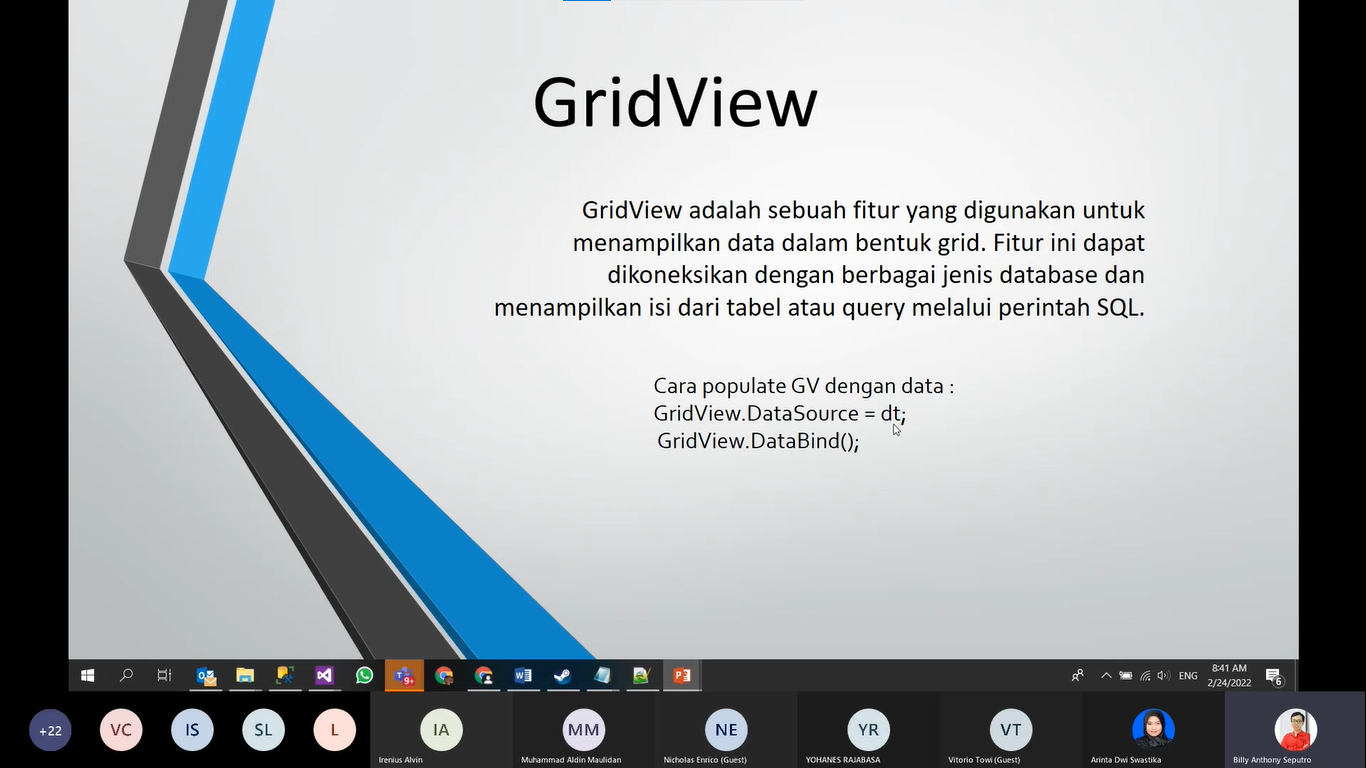 GridView
GridView adalah sebuah fitur yang digunakan untuk
menampilkan data dalam bentuk grid. Fitur ini dapat
dikoneksikan dengan berbagai jenis database dan
menampilkan isi dari tabel atau query melalui perintah SQL.
Cara populate GV dengan data :
GridView.DataSource = dt;
GridView.DataBind();
9+
ENG
8:41 AM
2/24/2022
6
+22
VC
IS
SL
L
IA
Irenius Alvin
MM
Muhammad Aldin Maulidan
NE
Nicholas Enrico (Guest)
YR
YOHANES RAJABASA
VT
Vitorio Towi (Guest)
Arinta Dwi Swastika
Billy Anthony Seputro